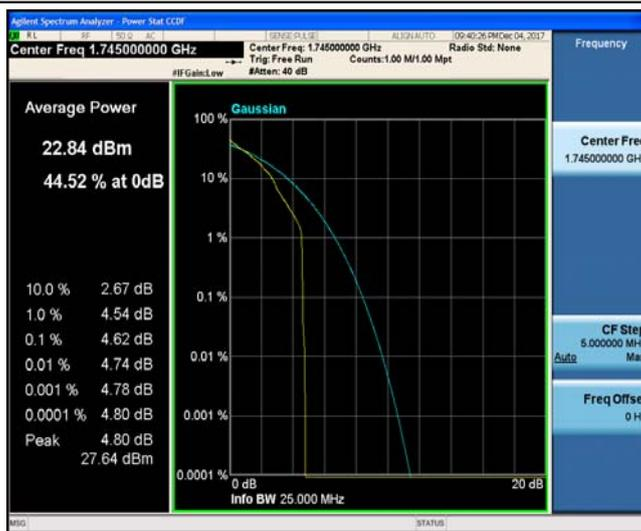 Agilent Spectrum Analyzer - Power Stat CCDF
RL RF 50 Ω AC SENSE:PULSE ALIGN AUTO 09:40:26 PM Dec 04, 2017
Center Freq 1.745000000 GHz
Center Freq: 1.745000000 GHz Radio Std: None
Trig: Free Run Counts:1.00 M/1.00 Mpt
#IFGain:Low #Atten: 40 dB
Frequency
Average Power
22.84 dBm
44.52 % at 0dB
10.0 % 2.67 dB
1.0 % 4.54 dB
0.1 % 4.62 dB
0.01 % 4.74 dB
0.001 % 4.78 dB
0.0001 % 4.80 dB
Peak 4.80 dB
27.64 dBm
Gaussian
100 %
10 %
1 %
0.1 %
0.01 %
0.001 %
0.0001 %
0 dB 20 dB
Info BW 25.000 MHz
Center Fre
1.745000000 GH
CF Ste
5.000000 MH
Auto Ma
Freq Offse
0 H
MSG STATUS